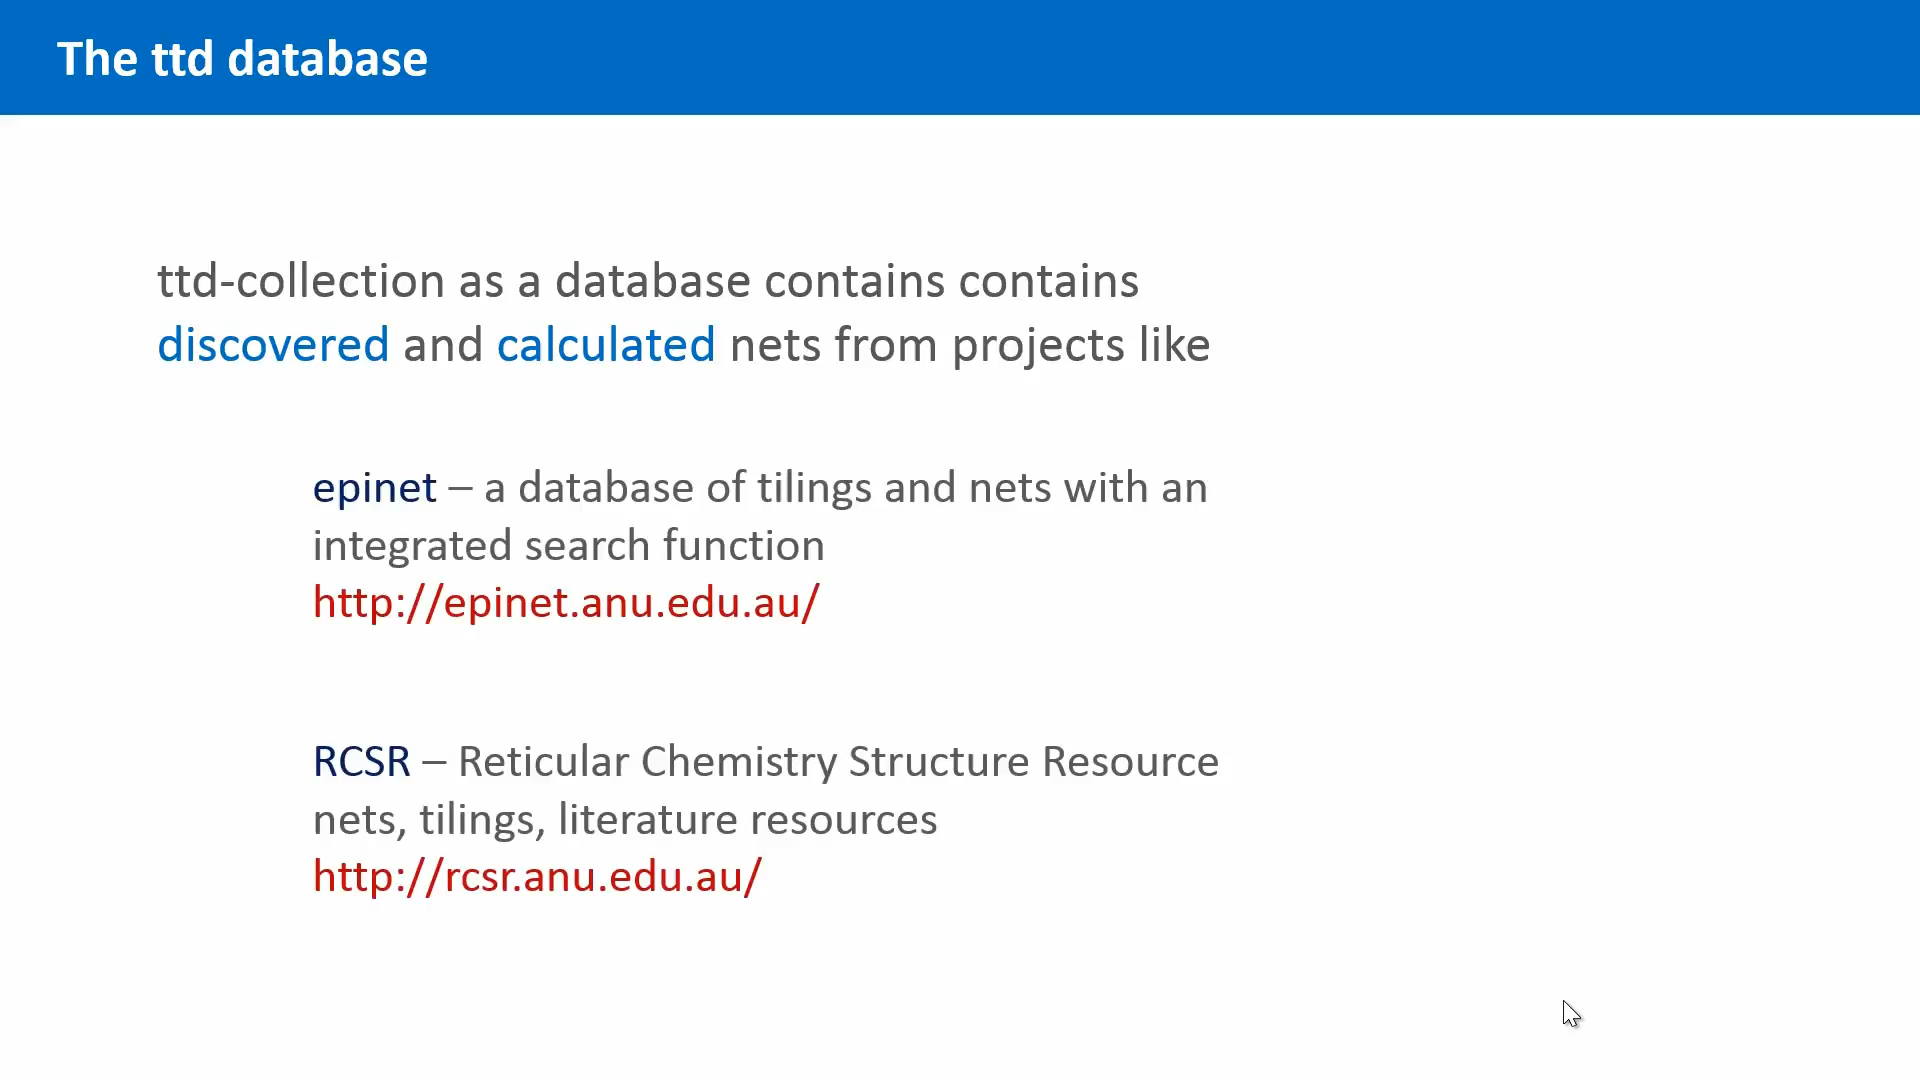 The ttd database
ttd-collection as a database contains contains
discovered and calculated nets from projects like
epinet – a database of tilings and nets with an
integrated search function
http://epinet.anu.edu.au/
RCSR – Reticular Chemistry Structure Resource
nets, tilings, literature resources
http://rcsr.anu.edu.au/